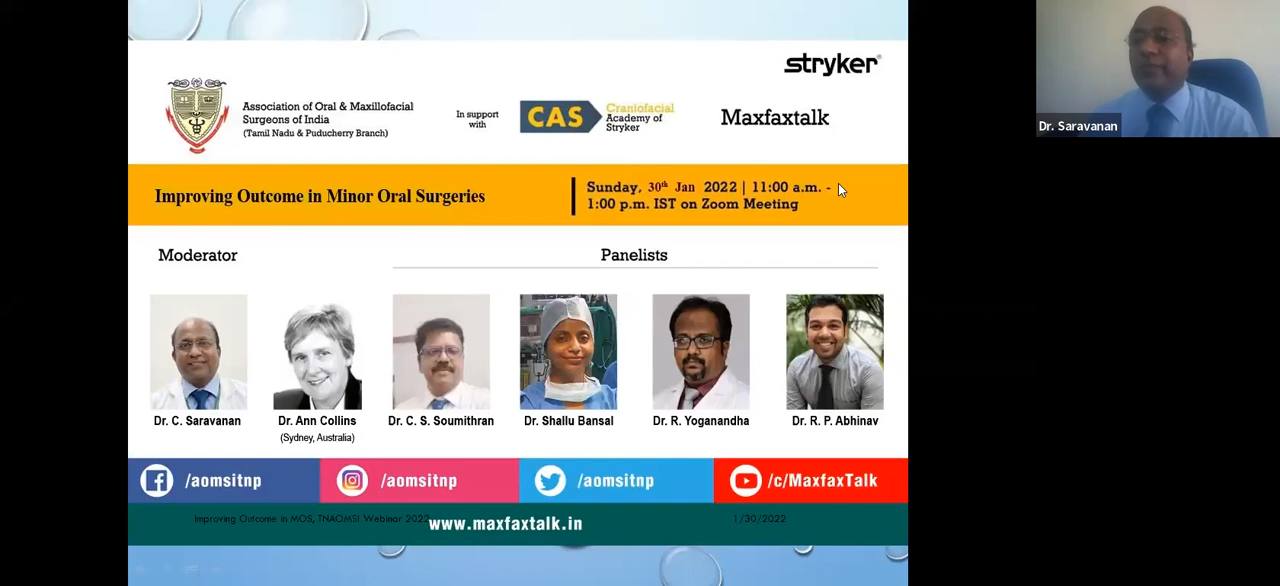 stryker®
Association of Oral & Maxillofacial
Surgeons of India
(Tamil Nadu & Puducherry Branch)
In support
with
CAS
Craniofacial
Academy of
Stryker
Maxfaxtalk
Dr. Saravanan
Improving Outcome in Minor Oral Surgeries
Sunday, 30th Jan 2022 | 11:00 a.m. -
1:00 p.m. IST on Zoom Meeting
Moderator
Panelists
Dr. C. Saravanan
Dr. Ann Collins
(Sydney, Australia)
Dr. C. S. Soumithran
Dr. Shallu Bansal
Dr. R. Yoganandha
Dr. R. P. Abhinav
/aomsitnp
/aomsitnp
/aomsitnp
/c/MaxfaxTalk
Improving Outcome in MOS, TNAOMSI Webinar 2022
www.maxfaxtalk.in
1/30/2022